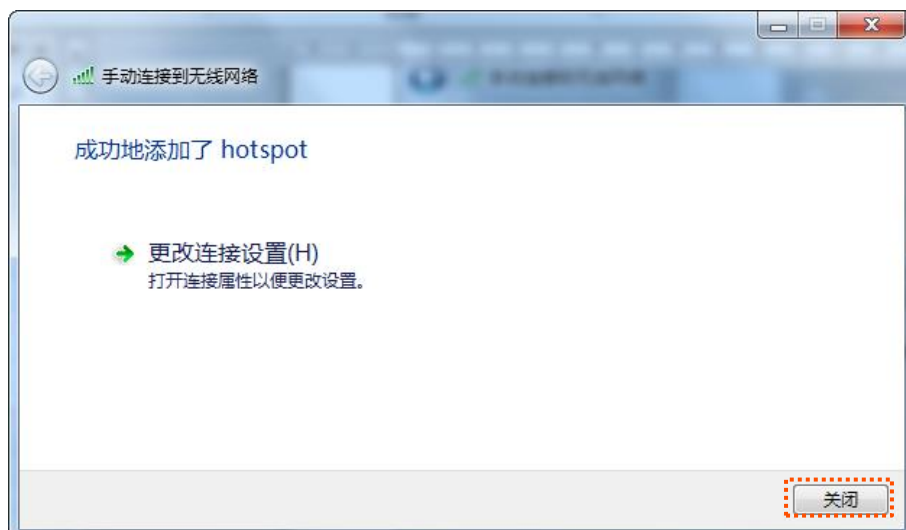 手动连接到无线网络
成功地添加了 hotspot
更改连接设置(H)
打开连接属性以便更改设置。
关闭